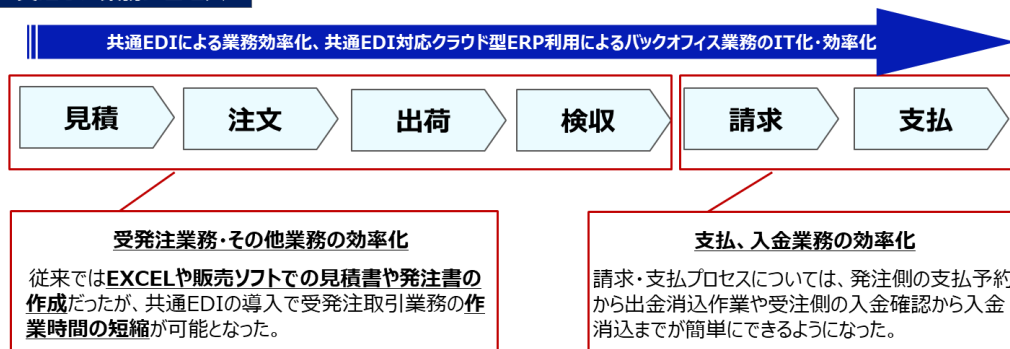 共通EDIによる業務効率化、共通EDI対応クラウド型ERP利用によるバックオフィス業務のIT化・効率化
見積
注文
出荷
検収
請求
支払
受発注業務・その他業務の効率化
従来ではEXCELや販売ソフトでの見積書や発注書の
作成だったが、共通EDIの導入で受発注取引業務の作
業時間の短縮が可能となった。
支払、入金業務の効率化
請求・支払プロセスについては、発注側の支払予約
から出金消込作業や受注側の入金確認から入金
消込までが簡単にできるようになった。